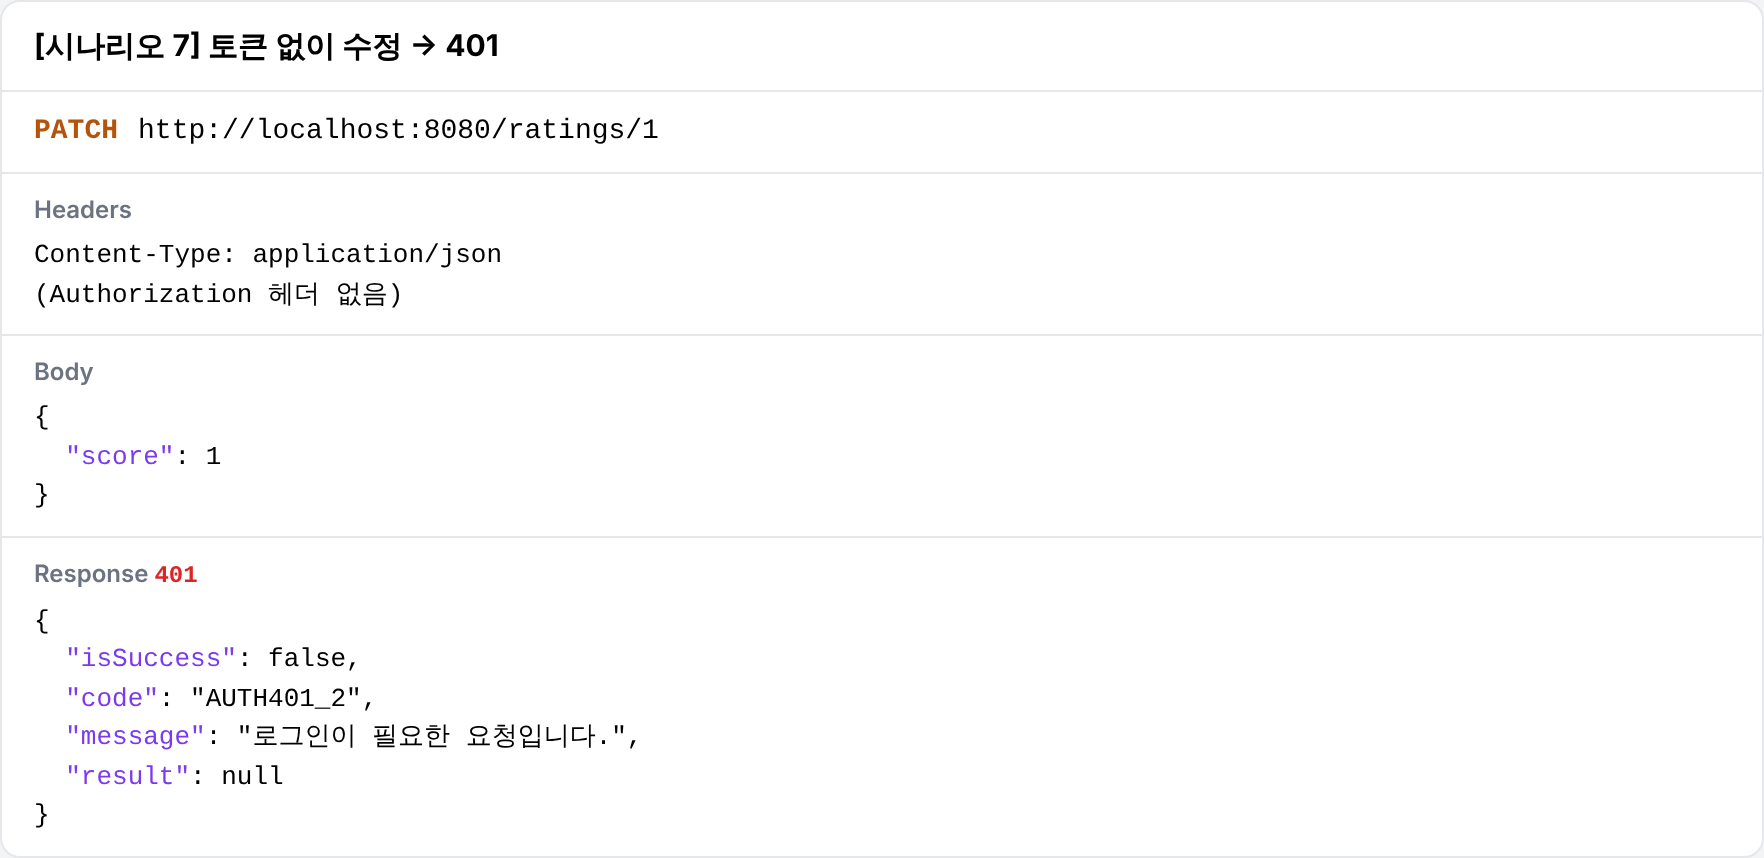 [시나리오 7] 토큰 없이 수정 → 401
PATCH http://localhost:8080/ratings/1
Headers
Content-Type: application/json
(Authorization 헤더 없음)
Body
{
  "score": 1
}
Response 401
{
  "isSuccess": false,
  "code": "AUTH401_2",
  "message": "로그인이 필요한 요청입니다.",
  "result": null
}